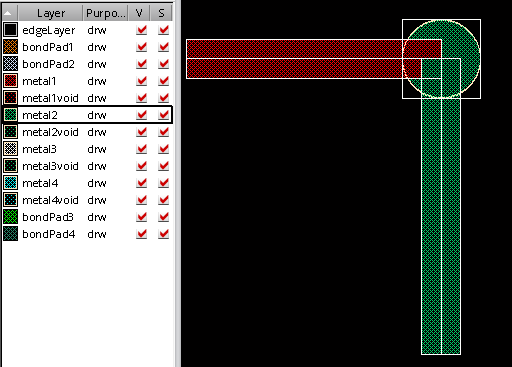 Layer Purpo... V S
edgeLayer drw
bondPad1 drw
bondPad2 drw
metal1 drw
metal1void drw
metal2 drw
metal2void drw
metal3 drw
metal3void drw
metal4 drw
metal4void drw
bondPad3 drw
bondPad4 drw